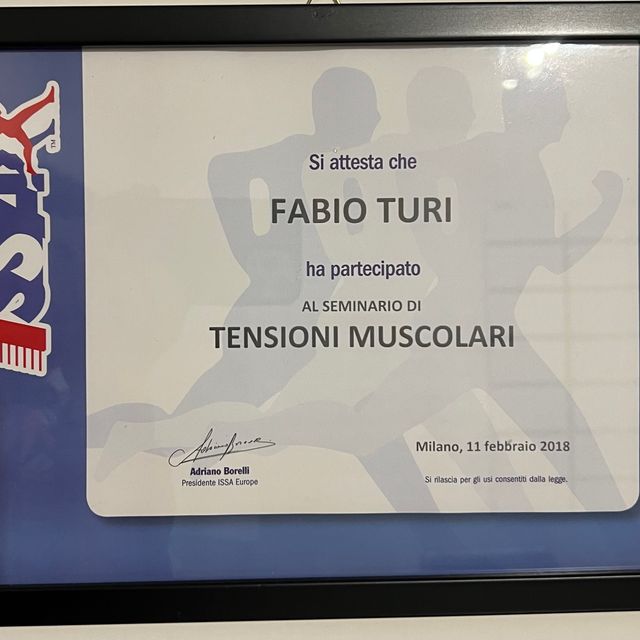 ISSA
TM
Si attesta che
FABIO TURI
ha partecipato
AL SEMINARIO DI
TENSIONI MUSCOLARI
Adriano Borelli
Presidente ISSA Europe
Milano, 11 febbraio 2018
Si rilascia per gli usi consentiti dalla legge.